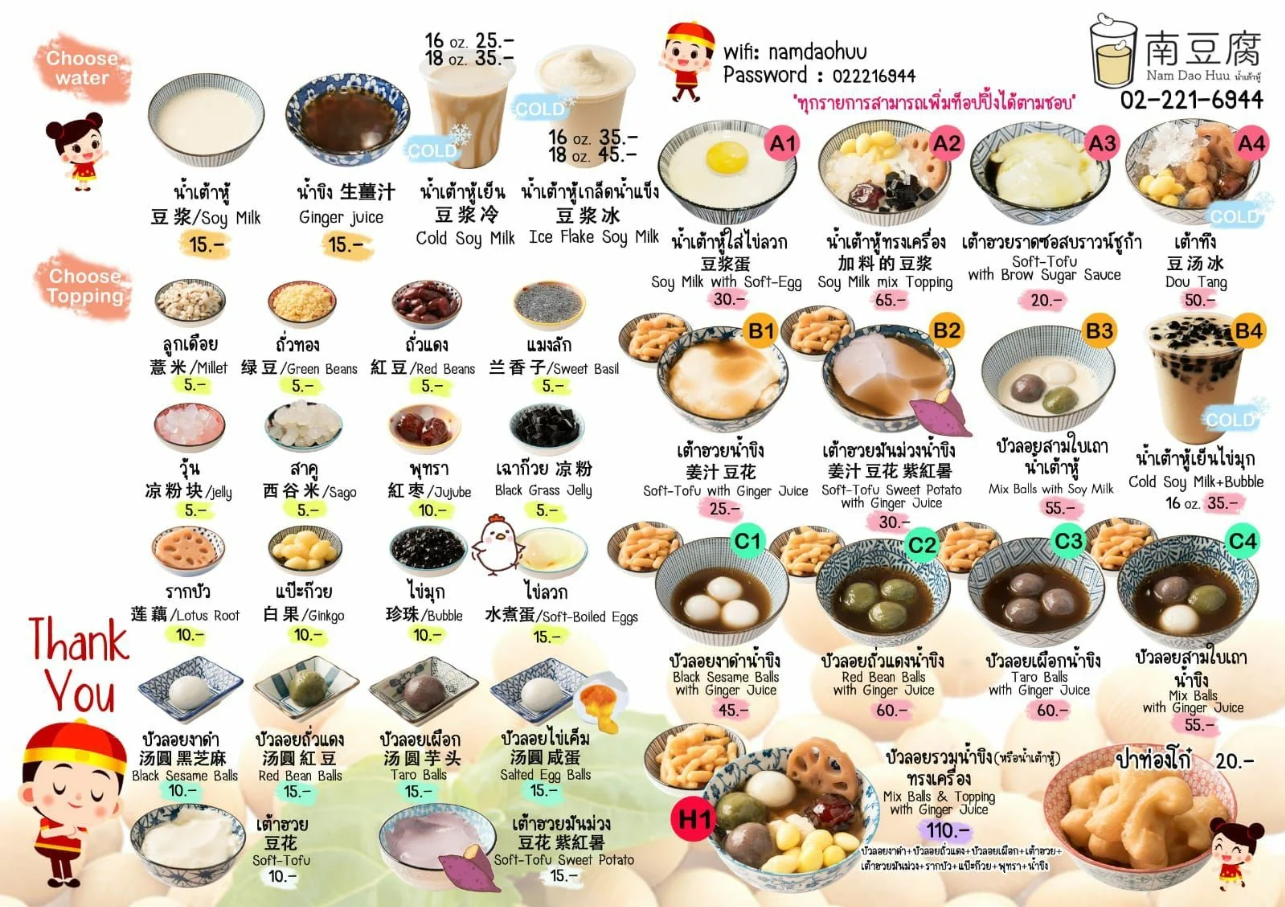 Choose
water
16 oz. 25.-
18 oz. 35.-
COLD
COLD
16 oz. 35.-
18 oz. 45.-
น้ำเต้าหู้
豆浆/Soy Milk
15.-
น้ำขิง 生薑汁
Ginger juice
15.-
น้ำเต้าหู้เย็น
豆浆冷
Cold Soy Milk
น้ำเต้าหู้เกล็ดน้ำแข็ง
豆浆冰
Ice Flake Soy Milk
Choose
Topping
ลูกเดือย
薏米/Millet
5.-
ถั่วทอง
绿豆/Green Beans
5.-
ถั่วแดง
紅豆/Red Beans
5.-
แมงลัก
兰香子/Sweet Basil
5.-
วุ้น
凉粉块/jelly
5.-
สาคู
西谷米/Sago
5.-
พุทรา
紅枣/Jujube
10.-
เฉาก๊วย 凉粉
Black Grass Jelly
5.-
รากบัว
莲藕/Lotus Root
10.-
แป๊ะก๊วย
白果/Ginkgo
10.-
ไข่มุก
珍珠/Bubble
10.-
ไข่ลวก
水煮蛋/Soft-Boiled Eggs
15.-
Thank
You
บัวลอยงาดำ
汤圓 黑芝麻
Black Sesame Balls
10.-
บัวลอยถั่วแดง
汤圓 紅豆
Red Bean Balls
15.-
บัวลอยเผือก
汤圆 芋头
Taro Balls
15.-
บัวลอยไข่เค็ม
汤圓 咸蛋
Salted Egg Balls
15.-
เต้าฮวย
豆花
Soft-Tofu
10.-
เต้าฮวยมันม่วง
豆花 紫紅暑
Soft-Tofu Sweet Potato
15.-
wifi: namdaohuu
Password : 022216944
南豆腐
Nam Dao Huu น้ำเต้าหู้
02-221-6944
"ทุกรายการสามารถเพิ่มท็อปปิ้งได้ตามชอบ"
A1
น้ำเต้าหู้ใส่ไข่ลวก
豆浆蛋
Soy Milk with Soft-Egg
30.-
A2
น้ำเต้าหู้ทรงเครื่อง
加料的豆浆
Soy Milk mix Topping
65.-
A3
เต้าฮวยราดซอสบราวน์ชูก้า
Soft-Tofu
with Brow Sugar Sauce
20.-
A4
COLD
เต้าทึง
豆汤冰
Dou Tang
50.-
B1
เต้าฮวยน้ำขิง
姜汁豆花
Soft-Tofu with Ginger Juice
25.-
B2
เต้าฮวยมันม่วงน้ำขิง
姜汁豆花 紫紅暑
Soft-Tofu Sweet Potato
with Ginger Juice
30.-
B3
บัวลอยสามใบเถา
น้ำเต้าหู้
Mix Balls with Soy Milk
55.-
B4
COLD
น้ำเต้าหู้เย็นไข่มุก
Cold Soy Milk+Bubble
16 oz. 35.-
C1
บัวลอยงาดำน้ำขิง
Black Sesame Balls
with Ginger Juice
45.-
C2
บัวลอยถั่วแดงน้ำขิง
Red Bean Balls
with Ginger Juice
60.-
C3
บัวลอยเผือกน้ำขิง
Taro Balls
with Ginger Juice
60.-
C4
บัวลอยสามใบเถา
น้ำขิง
Mix Balls
with Ginger Juice
55.-
H1
บัวลอยรวมน้ำขิง(หรือน้ำเต้าหู้)
ทรงเครื่อง
Mix Balls & Topping
with Ginger Juice
110.-
บัวลอยงาดำ+บัวลอยถั่วแดง+บัวลอยเผือก+เต้าฮวย+
เต้าฮวยมันม่วง+รากบัว+แป๊ะก๊วย+พุทรา+น้ำขิง
ปาท่องโก๋ 20.-